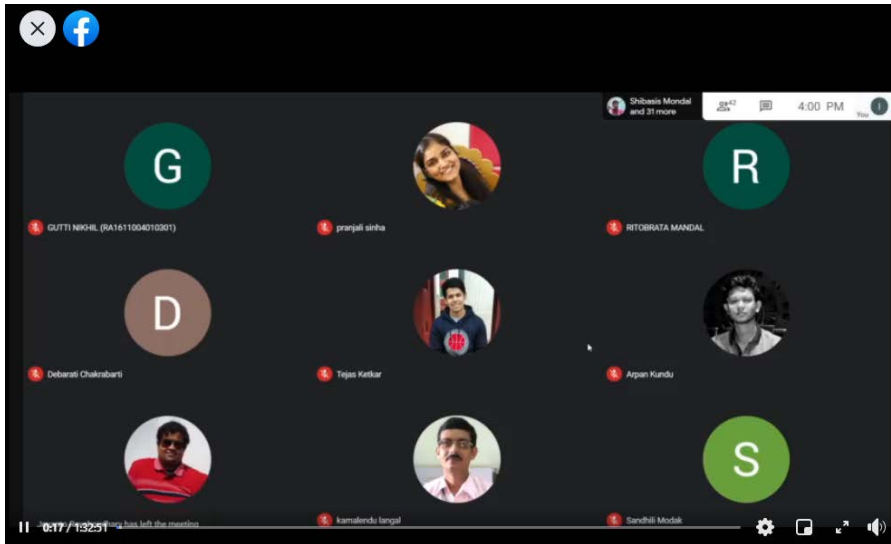 Shibasis Mondal
and 31 more
42
4:00 PM
You
I
G
R
GUTTI NIKHIL (RA1611004010301)
pranjali sinha
RITOBRATA MANDAL
D
Debarati Chakrabarti
Tejas Ketkar
Arpan Kundu
S
has left the meeting
kamalendu langal
Sandhili Modak
0:17 / 1:32:51